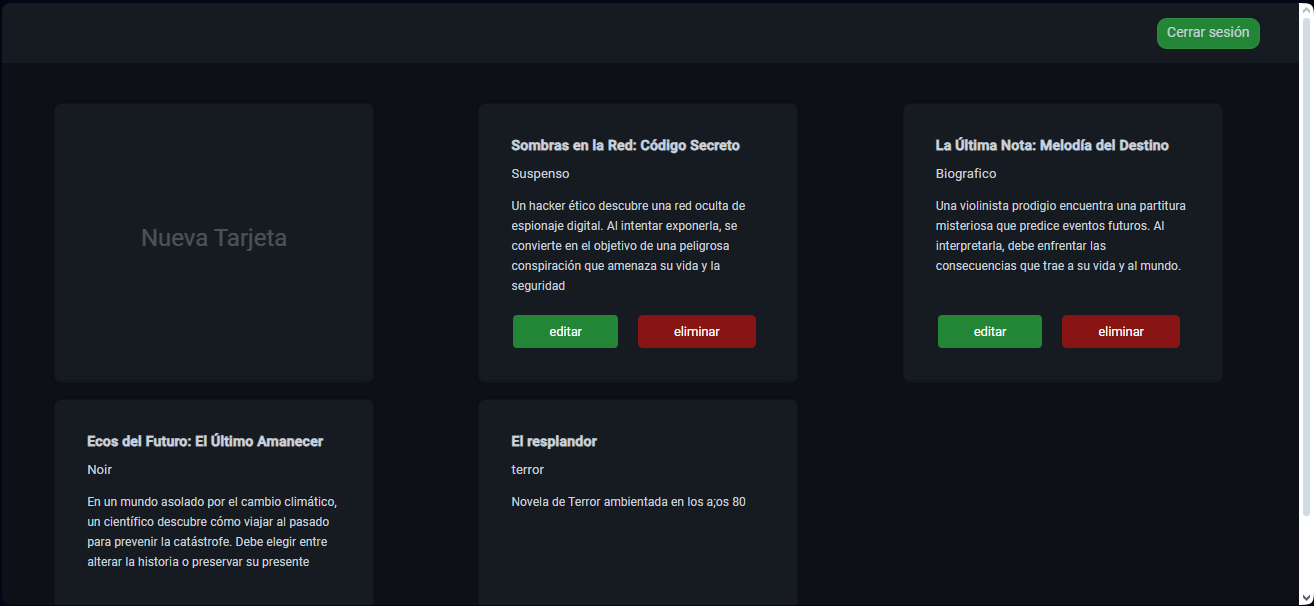 Cerrar sesión
Nueva Tarjeta
Sombras en la Red: Código Secreto
Suspenso
Un hacker ético descubre una red oculta de
espionaje digital. Al intentar exponerla, se
convierte en el objetivo de una peligrosa
conspiración que amenaza su vida y la
seguridad
editar
eliminar
La Última Nota: Melodía del Destino
Biografico
Una violinista prodigio encuentra una partitura
misteriosa que predice eventos futuros. Al
interpretarla, debe enfrentar las
consecuencias que trae a su vida y al mundo.
editar
eliminar
Ecos del Futuro: El Último Amanecer
Noir
En un mundo asolado por el cambio climático,
un científico descubre cómo viajar al pasado
para prevenir la catástrofe. Debe elegir entre
alterar la historia o preservar su presente
El resplandor
terror
Novela de Terror ambientada en los a;os 80